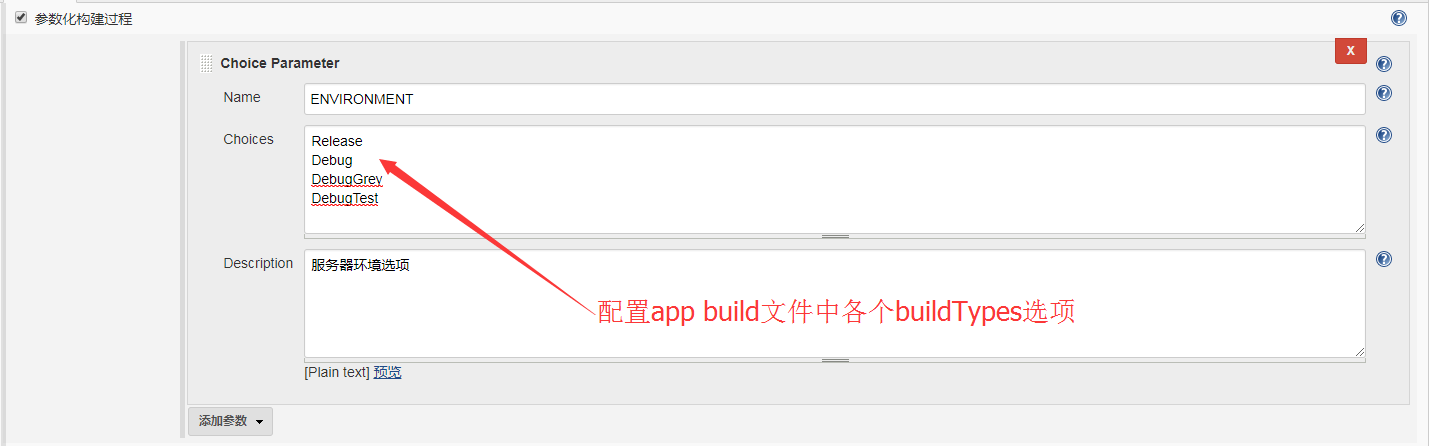 参数化构建过程
X
Choice Parameter
Name
ENVIRONMENT
Choices
Release
Debug
DebugGrey
DebugTest
Description
服务器环境选项
配置app build文件中各个buildTypes选项
[Plain text] 预览
添加参数